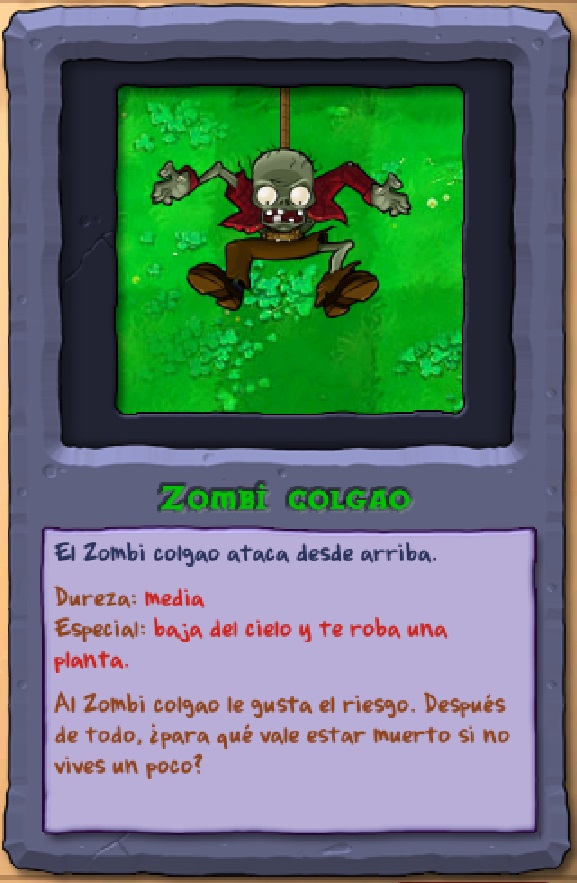 Zombi colgao
El Zombi colgao ataca desde arriba.
Dureza: media
Especial: baja del cielo y te roba una
planta.
Al Zombi colgao le gusta el riesgo. Después
de todo, ¿para qué vale estar muerto si no
vives un poco?